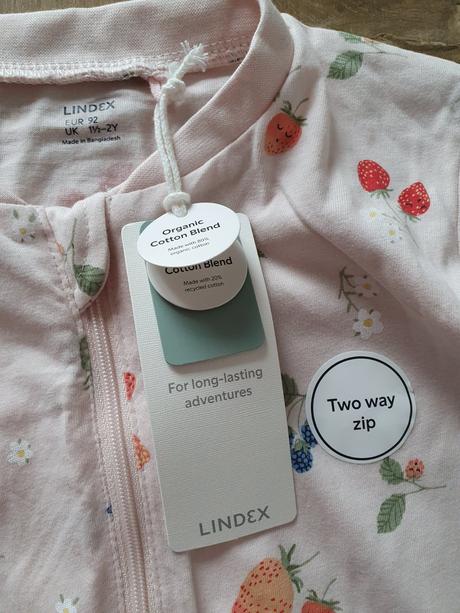 LINDEX
EUR 92
UK 1½-2Y
Made in Bangladesh
Organic
Cotton Blend
Made with 80%
organic cotton
Cotton Blend
Made with 20%
recycled cotton
For long-lasting
adventures
LINDEX
Two way
zip